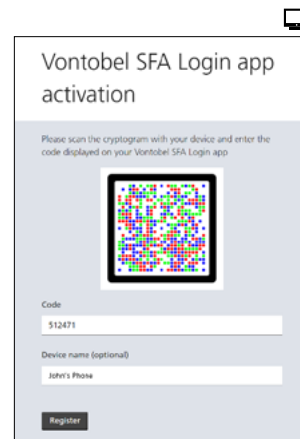 Vontobel SFA Login app
activation
Please scan the cryptogram with your device and enter the
code displayed on your Vontobel SFA Login app
Code
512471
Device name (optional)
John's Phone
Register